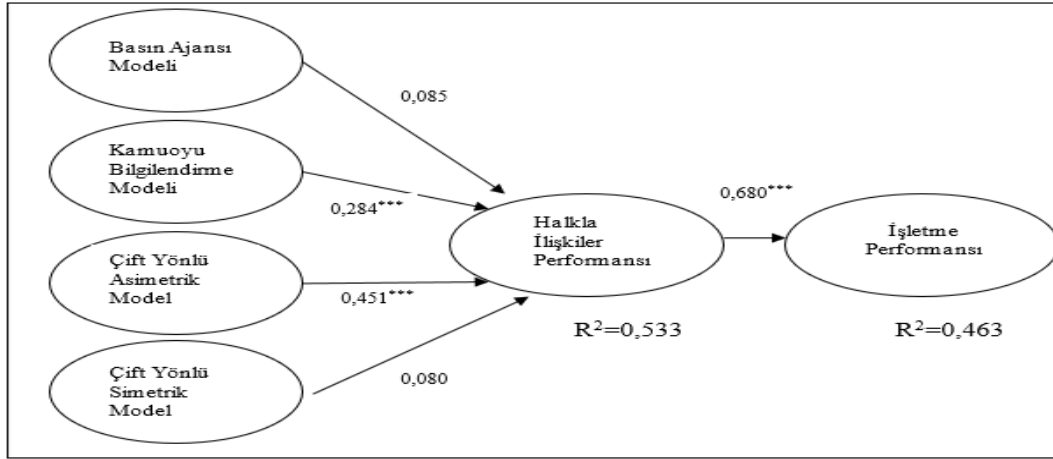 Basın Ajansı
Modeli
0,085
Kamuoyu
Bilgilendirme
Modeli
0,284***
Çift Yönlü
Asimetrik
Model
0,451***
Çift Yönlü
Simetrik
Model
0,080
Halkla
İlişkiler
Performansı
R²=0,533
0,680***
İşletme
Performansı
R²=0,463